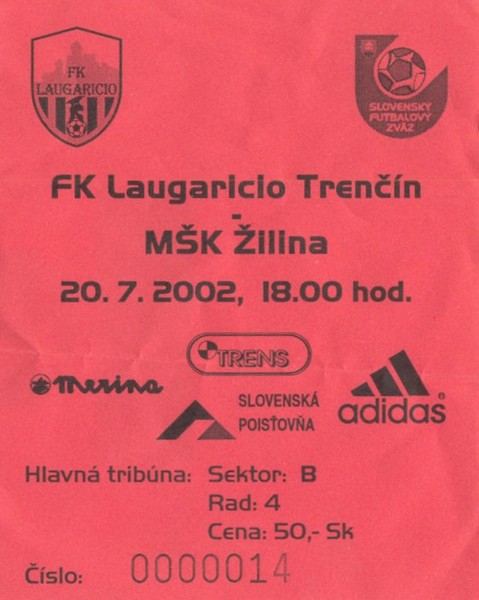 FK
LAUGARICIO
SLOVENSKÝ
FUTBALOVÝ
ZVÄZ
FK Laugaricio Trenčín
-
MŠK Žilina
20. 7. 2002, 18.00 hod.
TRENS
Merina
SLOVENSKÁ
POISŤOVŇA
adidas®
Hlavná tribúna: Sektor: B
Rad: 4
Cena: 50,- Sk
Číslo: 0000014